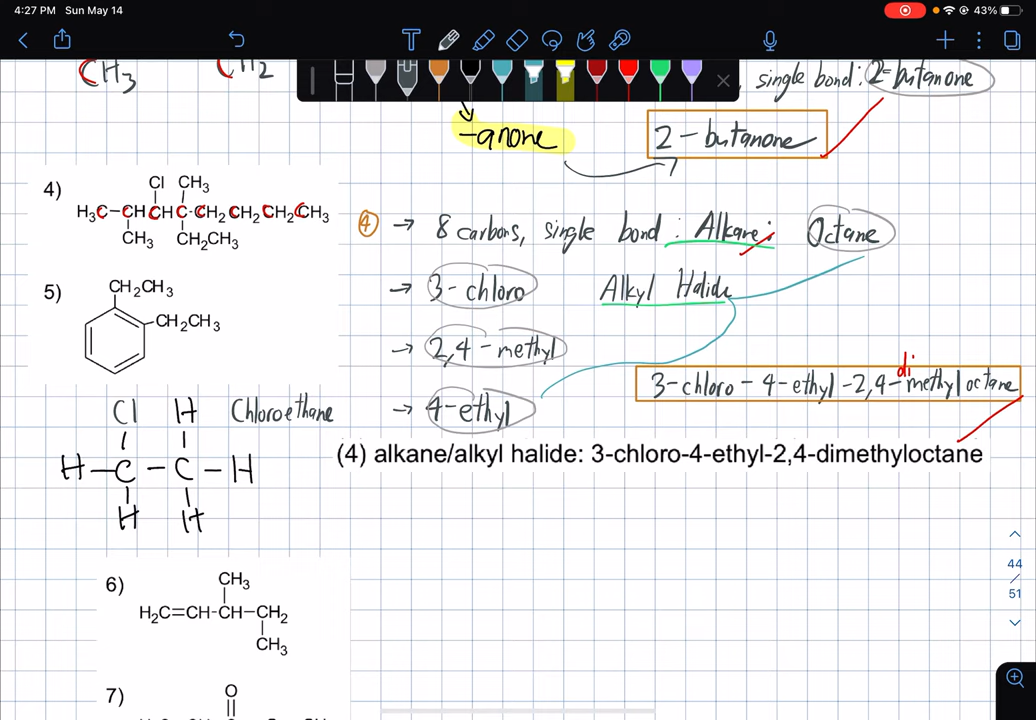 4:27 PM Sun May 14 43%
CH3 CH2
single bond: 2-butanone
-anone
2 - butanone
4)
Cl CH3
H3C-CHCHC-CH2CH2CH2CH3
CH3 CH2CH3
④ → 8 carbons, single bond : Alkane: Octane
→ 3-chloro Alkyl Halide
→ 2,4-methyl
di
3-chloro-4-ethyl-2,4-methyloctane
→ 4-ethyl
(4) alkane/alkyl halide: 3-chloro-4-ethyl-2,4-dimethyloctane
5)
CH2CH3
CH2CH3
Cl H Chloroethane
H-C-C-H
H H
6)
CH3
H2C=CH-CH-CH2
CH3
7)
O
44
/
51